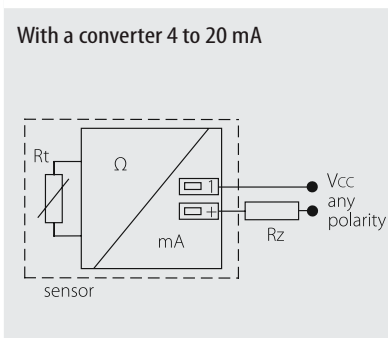 With a converter 4 to 20 mA
Rt
Ω
1
+
mA
Rz
Vcc
any
polarity
sensor